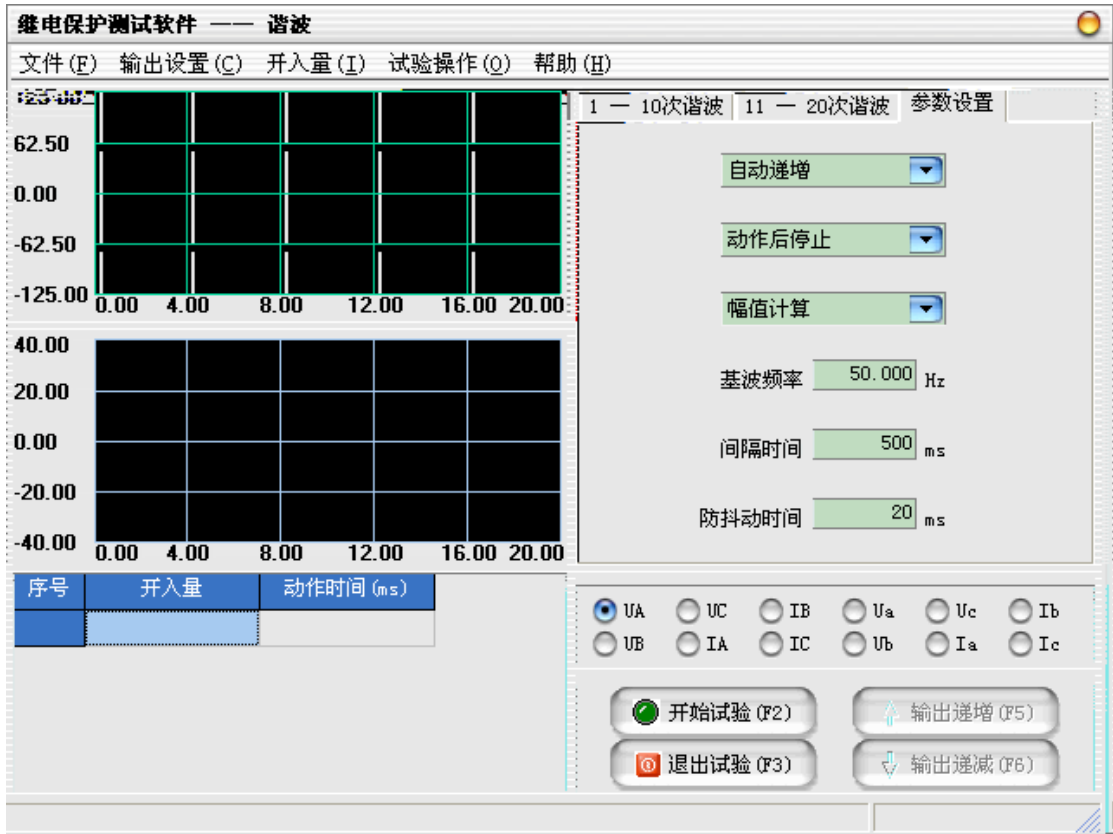 继电保护测试软件 —— 谐波
文件(F) 输出设置(C) 开入量(I) 试验操作(O) 帮助(H)
62.50
0.00
-62.50
-125.00
0.00 4.00 8.00 12.00 16.00 20.00
40.00
20.00
0.00
-20.00
-40.00
0.00 4.00 8.00 12.00 16.00 20.00
序号 开入量 动作时间(ms)
1 — 10次谐波 11 — 20次谐波 参数设置
自动递增
动作后停止
幅值计算
基波频率 50.000 Hz
间隔时间 500 ms
防抖动时间 20 ms
UA UC IB Ua Uc Ib
UB IA IC Ub Ia Ic
开始试验(F2) 输出递增(F5)
退出试验(F3) 输出递减(F6)